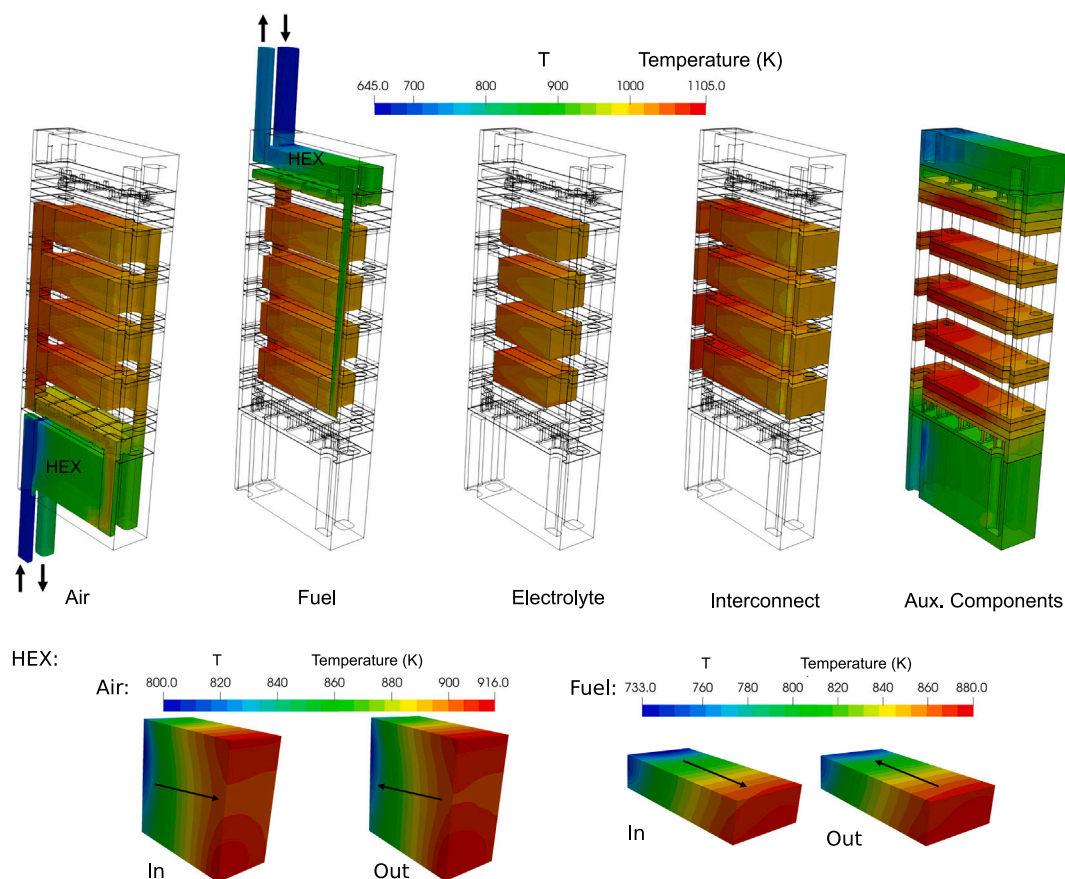 T Temperature (K)
645.0 700 800 900 1000 1105.0
HEX
HEX
Air Fuel Electrolyte Interconnect Aux. Components
HEX:
T Temperature (K)
Air: 800.0 820 840 860 880 900 916.0
In Out
T Temperature (K)
Fuel: 733.0 760 780 800 820 840 860 880.0
In Out